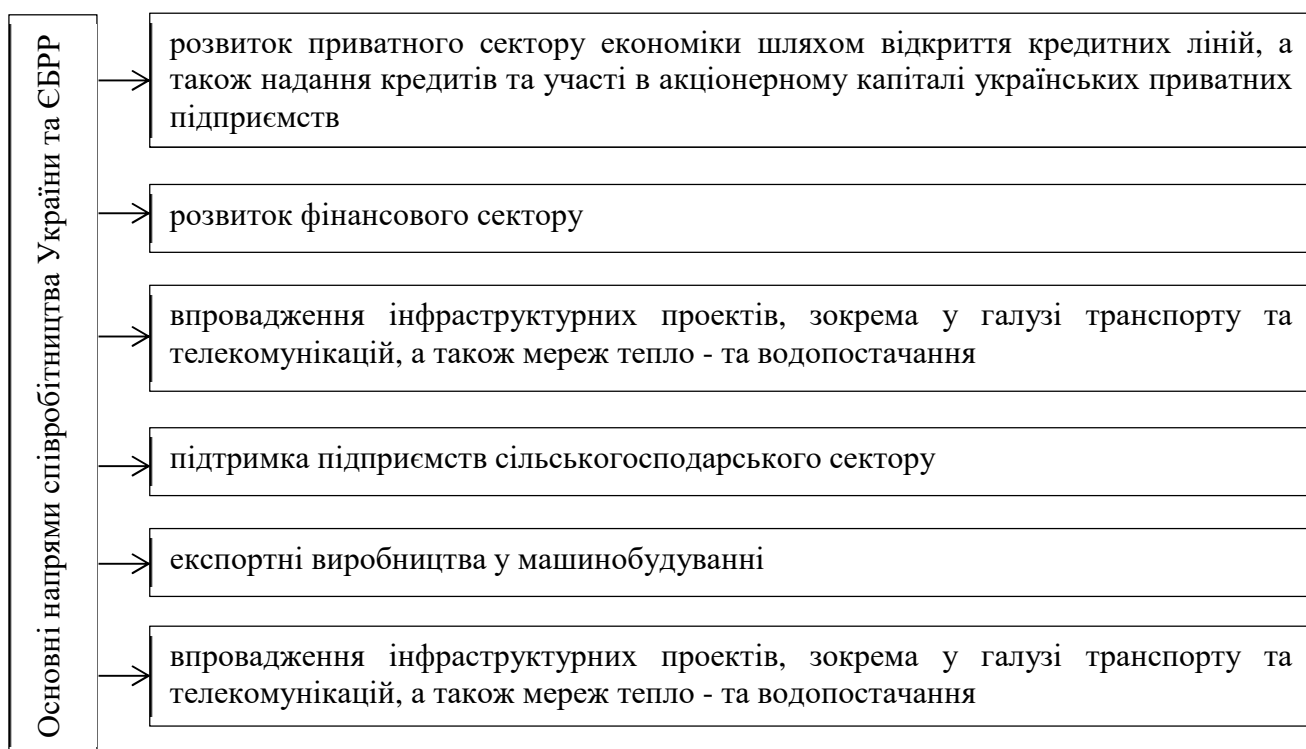 Основні напрями співробітництва України та ЄБРР
розвиток приватного сектору економіки шляхом відкриття кредитних ліній, а
також надання кредитів та участі в акціонерному капіталі українських приватних
підприємств
розвиток фінансового сектору
впровадження інфраструктурних проектів, зокрема у галузі транспорту та
телекомунікацій, а також мереж тепло - та водопостачання
підтримка підприємств сільськогосподарського сектору
експортні виробництва у машинобудуванні
впровадження інфраструктурних проектів, зокрема у галузі транспорту та
телекомунікацій, а також мереж тепло - та водопостачання